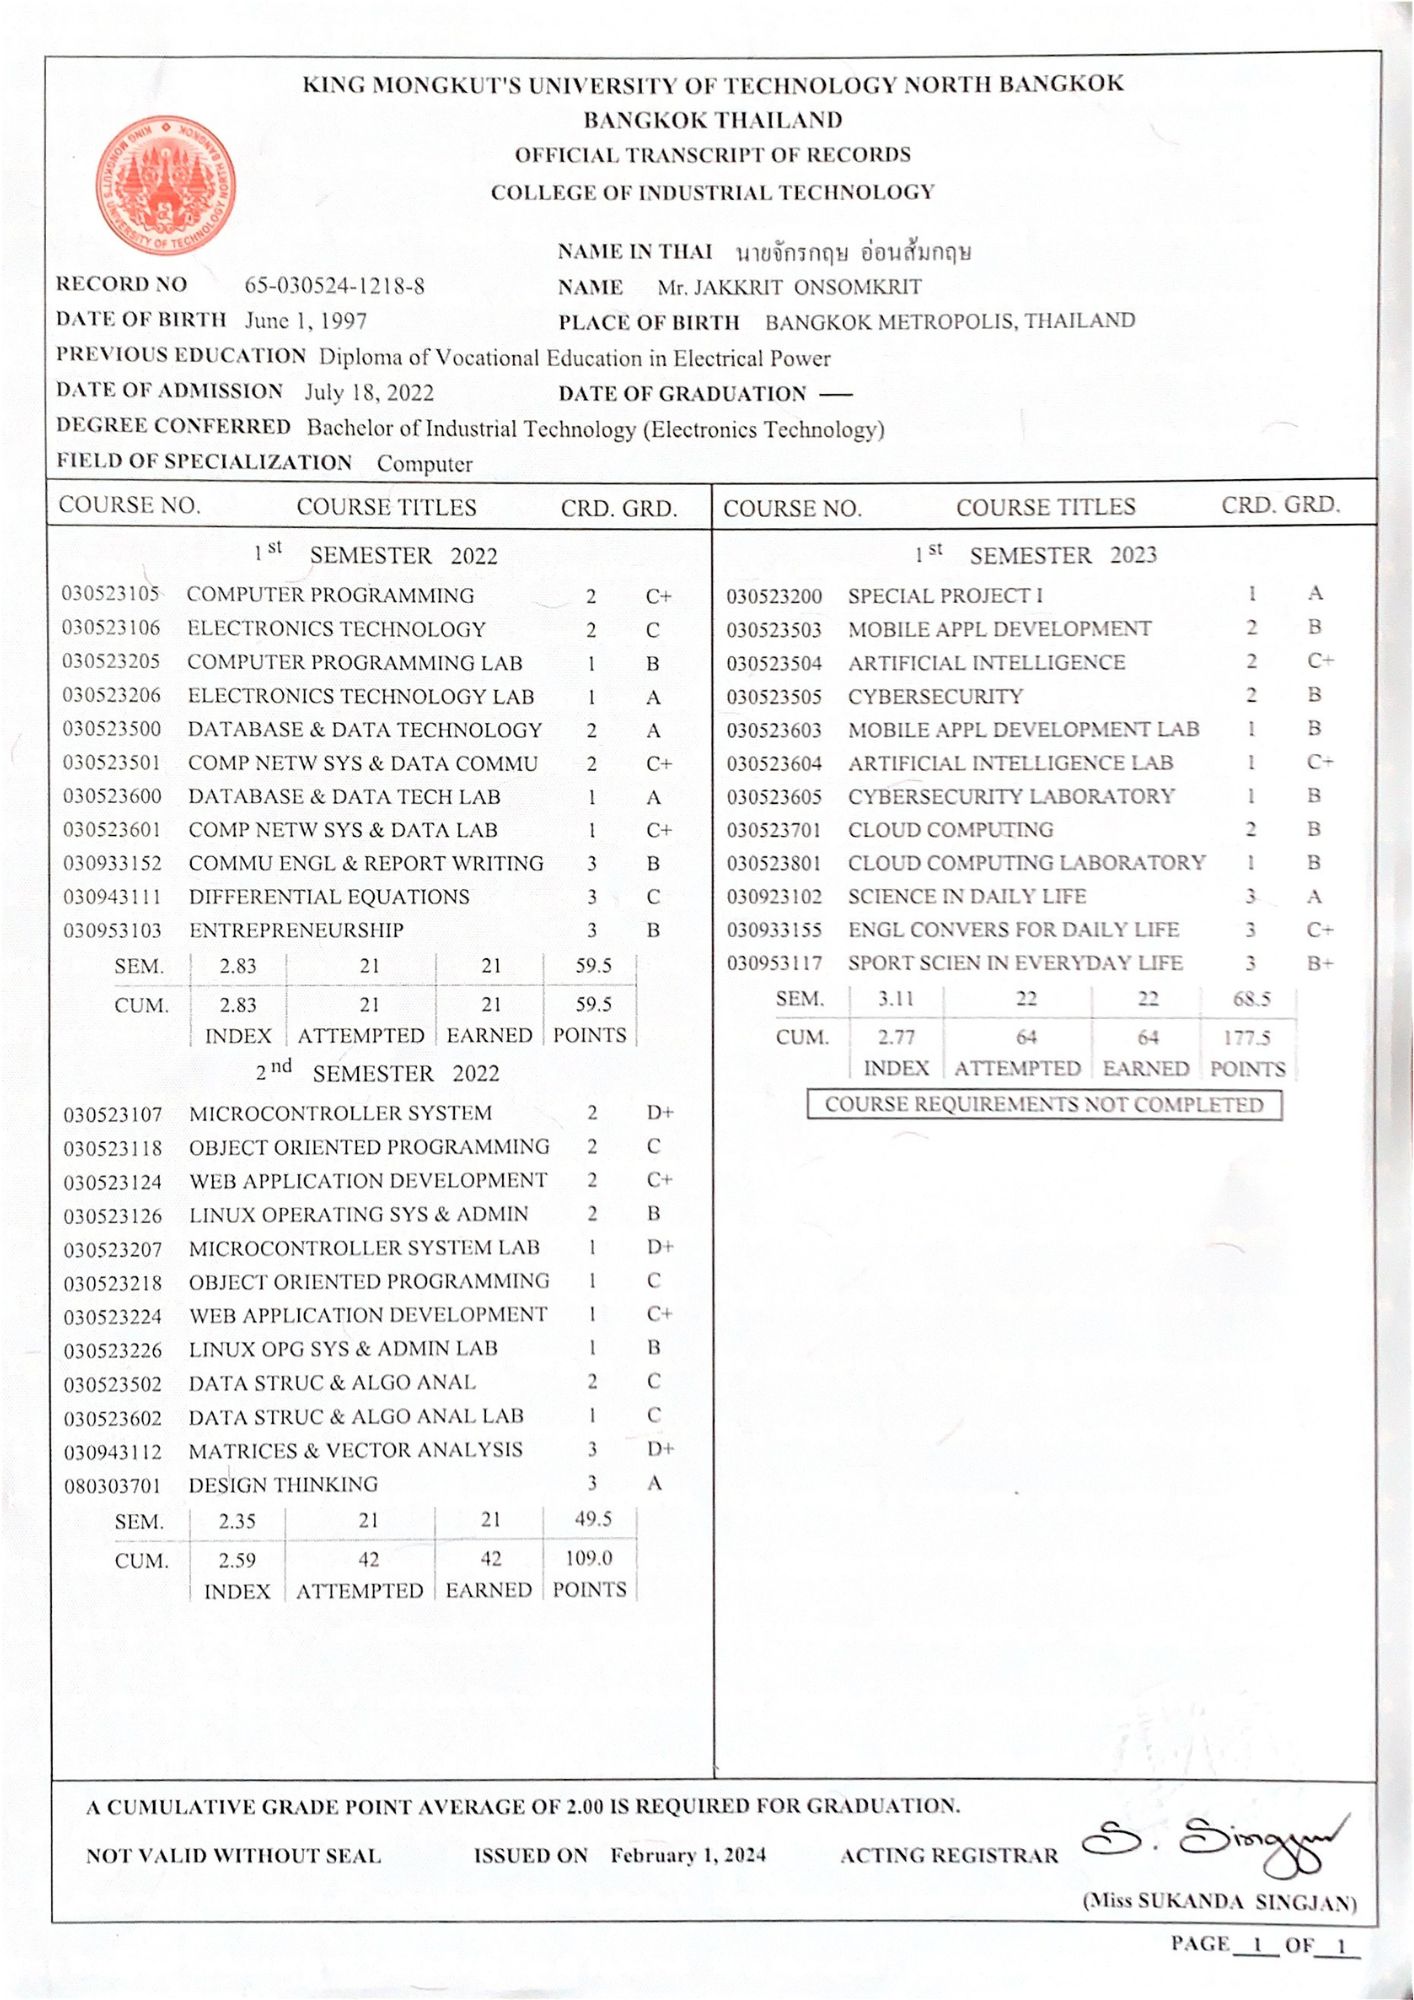 KING MONGKUT'S UNIVERSITY OF TECHNOLOGY NORTH BANGKOK
BANGKOK THAILAND
OFFICIAL TRANSCRIPT OF RECORDS
COLLEGE OF INDUSTRIAL TECHNOLOGY
KING MONGKUT'S UNIVERSITY OF TECHNOLOGY NORTH BANGKOK
NAME IN THAI นายจักรกฤษ อ่อนส้มกฤษ
RECORD NO 65-030524-1218-8 NAME Mr. JAKKRIT ONSOMKRIT
DATE OF BIRTH June 1, 1997 PLACE OF BIRTH BANGKOK METROPOLIS, THAILAND
PREVIOUS EDUCATION Diploma of Vocational Education in Electrical Power
DATE OF ADMISSION July 18, 2022 DATE OF GRADUATION —
DEGREE CONFERRED Bachelor of Industrial Technology (Electronics Technology)
FIELD OF SPECIALIZATION Computer
COURSE NO. COURSE TITLES CRD. GRD.
1st SEMESTER 2022
030523105 COMPUTER PROGRAMMING 2 C+
030523106 ELECTRONICS TECHNOLOGY 2 C
030523205 COMPUTER PROGRAMMING LAB 1 B
030523206 ELECTRONICS TECHNOLOGY LAB 1 A
030523500 DATABASE & DATA TECHNOLOGY 2 A
030523501 COMP NETW SYS & DATA COMMU 2 C+
030523600 DATABASE & DATA TECH LAB 1 A
030523601 COMP NETW SYS & DATA LAB 1 C+
030933152 COMMU ENGL & REPORT WRITING 3 B
030943111 DIFFERENTIAL EQUATIONS 3 C
030953103 ENTREPRENEURSHIP 3 B
SEM. 2.83 21 21 59.5
CUM. 2.83 21 21 59.5
INDEX ATTEMPTED EARNED POINTS
2nd SEMESTER 2022
030523107 MICROCONTROLLER SYSTEM 2 D+
030523118 OBJECT ORIENTED PROGRAMMING 2 C
030523124 WEB APPLICATION DEVELOPMENT 2 C+
030523126 LINUX OPERATING SYS & ADMIN 2 B
030523207 MICROCONTROLLER SYSTEM LAB 1 D+
030523218 OBJECT ORIENTED PROGRAMMING 1 C
030523224 WEB APPLICATION DEVELOPMENT 1 C+
030523226 LINUX OPG SYS & ADMIN LAB 1 B
030523502 DATA STRUC & ALGO ANAL 2 C
030523602 DATA STRUC & ALGO ANAL LAB 1 C
030943112 MATRICES & VECTOR ANALYSIS 3 D+
080303701 DESIGN THINKING 3 A
SEM. 2.35 21 21 49.5
CUM. 2.59 42 42 109.0
INDEX ATTEMPTED EARNED POINTS
COURSE NO. COURSE TITLES CRD. GRD.
1st SEMESTER 2023
030523200 SPECIAL PROJECT I 1 A
030523503 MOBILE APPL DEVELOPMENT 2 B
030523504 ARTIFICIAL INTELLIGENCE 2 C+
030523505 CYBERSECURITY 2 B
030523603 MOBILE APPL DEVELOPMENT LAB 1 B
030523604 ARTIFICIAL INTELLIGENCE LAB 1 C+
030523605 CYBERSECURITY LABORATORY 1 B
030523701 CLOUD COMPUTING 2 B
030523801 CLOUD COMPUTING LABORATORY 1 B
030923102 SCIENCE IN DAILY LIFE 3 A
030933155 ENGL CONVERS FOR DAILY LIFE 3 C+
030953117 SPORT SCIEN IN EVERYDAY LIFE 3 B+
SEM. 3.11 22 22 68.5
CUM. 2.77 64 64 177.5
INDEX ATTEMPTED EARNED POINTS
COURSE REQUIREMENTS NOT COMPLETED
A CUMULATIVE GRADE POINT AVERAGE OF 2.00 IS REQUIRED FOR GRADUATION.
NOT VALID WITHOUT SEAL ISSUED ON February 1, 2024 ACTING REGISTRAR S. Singjan
(Miss SUKANDA SINGJAN)
PAGE 1 OF 1